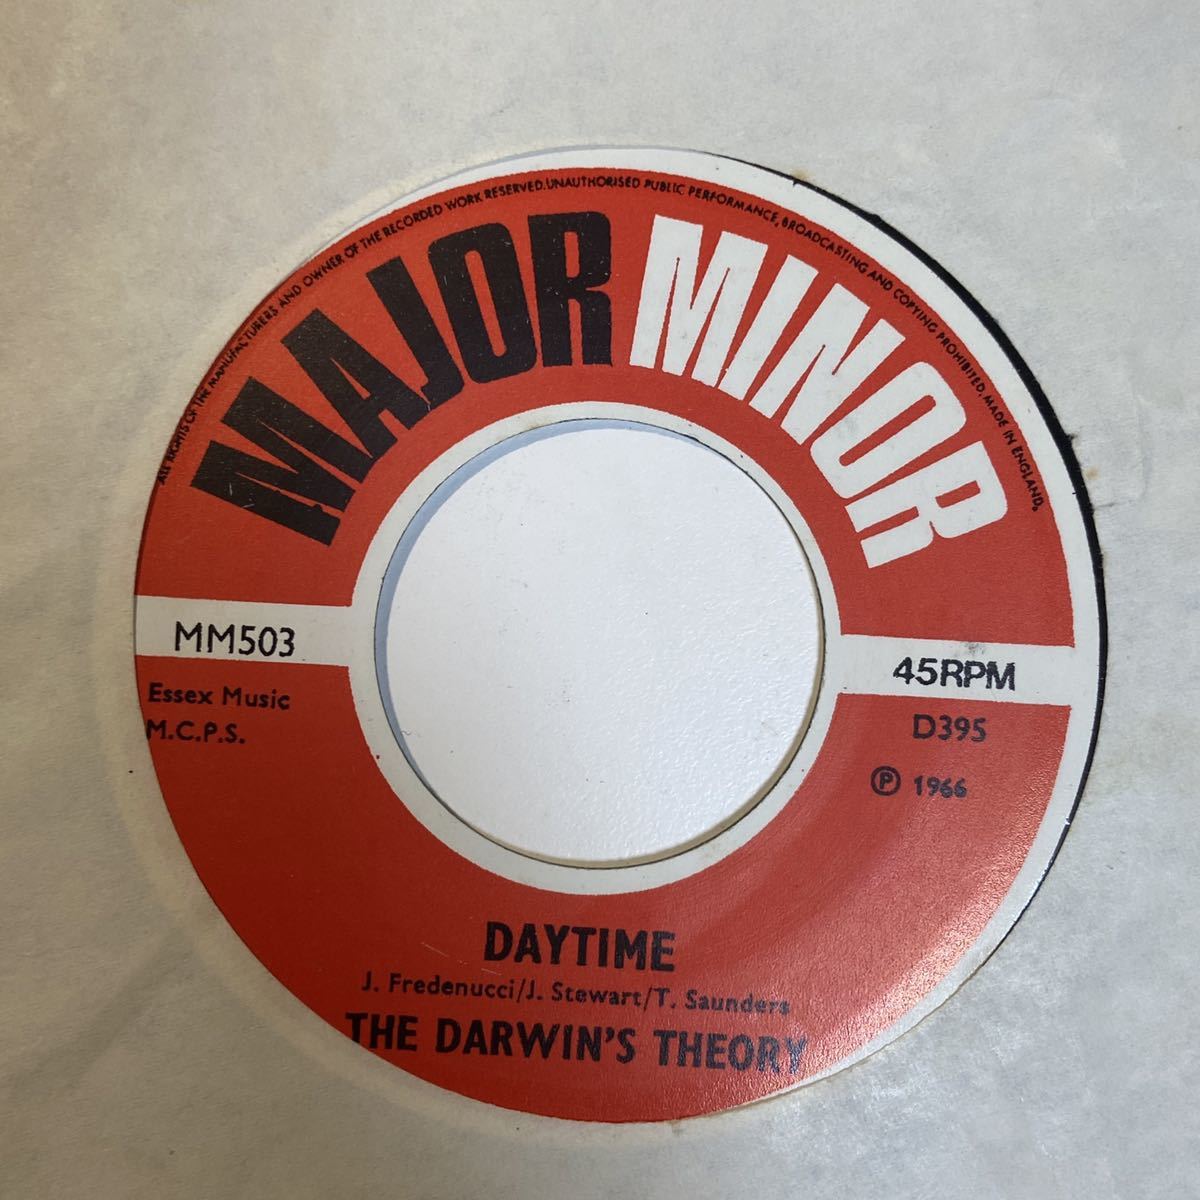 ALL RIGHTS OF THE MANUFACTURERS AND OWNER OF THE RECORDED WORK RESERVED. UNAUTHORISED PUBLIC PERFORMANCE, BROADCASTING AND COPYING PROHIBITED. MADE IN ENGLAND.
MAJOR MINOR
MM503
45RPM
Essex Music
M.C.P.S.
D395
Ⓟ 1966
DAYTIME
J. Fredenucci/J. Stewart/T. Saunders
THE DARWIN'S THEORY